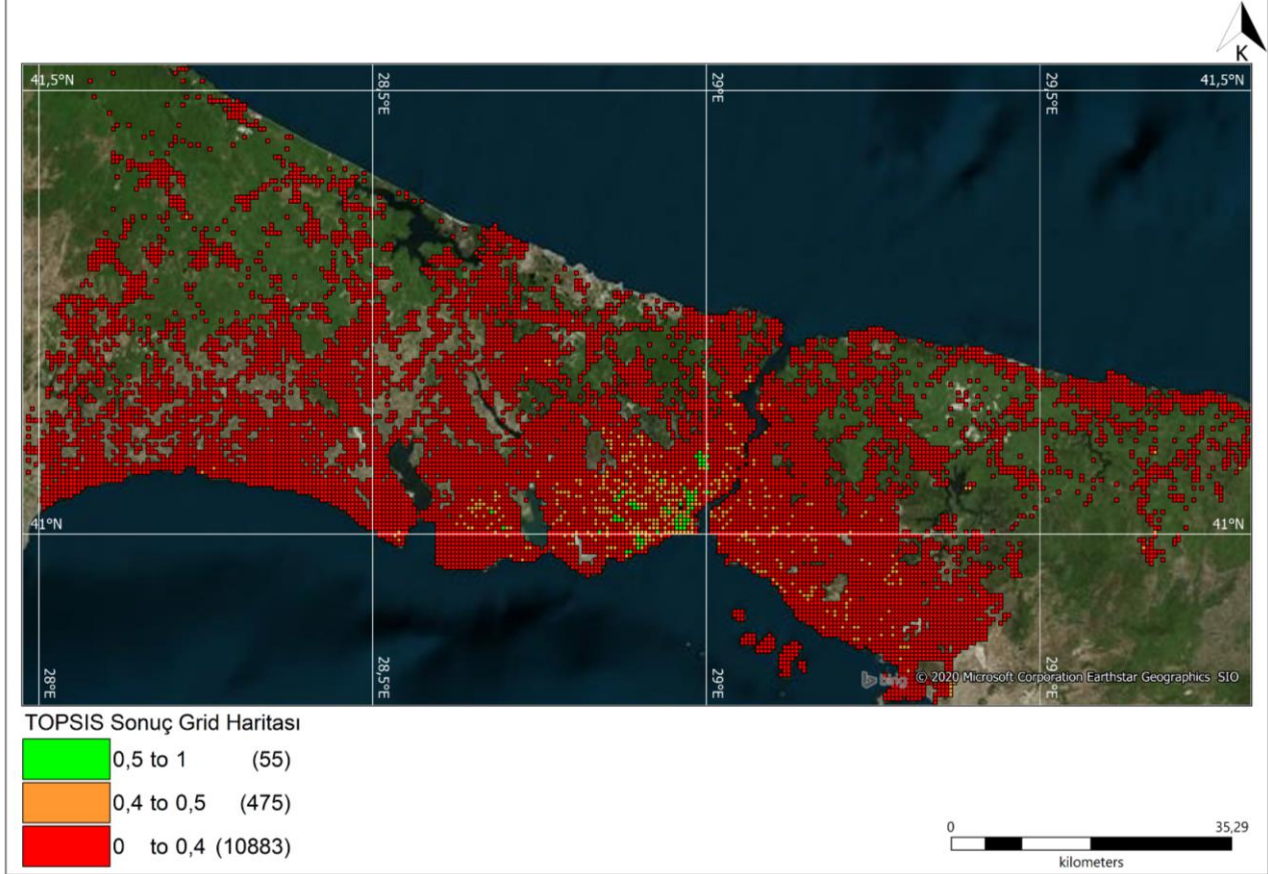 K
41,5°N
28,5°E
29°E
29,5°E
41,5°N
41°N
41°N
28°E
28,5°E
29°E
bing © 2020 Microsoft Corporation Earthstar Geographics SIO
TOPSIS Sonuç Grid Haritası
0,5 to 1 (55)
0,4 to 0,5 (475)
0 to 0,4 (10883)
0 35,29
kilometers